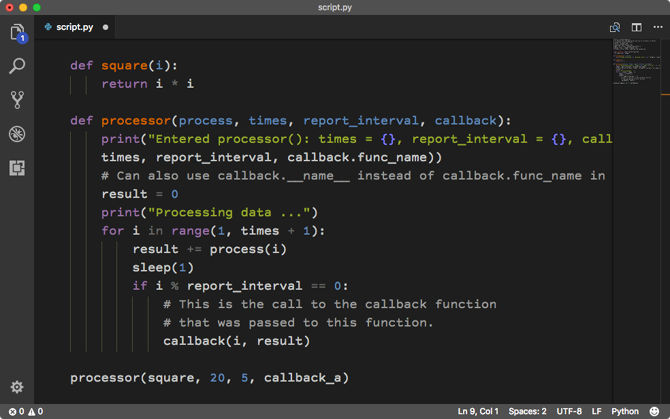 script.py
script.py
1
def square(i):
return i * i
def processor(process, times, report_interval, callback):
print("Entered processor(): times = {}, report_interval = {}, call
times, report_interval, callback.func_name))
# Can also use callback.__name__ instead of callback.func_name in
result = 0
print("Processing data ...")
for i in range(1, times + 1):
result += process(i)
sleep(1)
if i % report_interval == 0:
# This is the call to the callback function
# that was passed to this function.
callback(i, result)
processor(square, 20, 5, callback_a)
0 0 Ln 9, Col 1 Spaces: 2 UTF-8 LF Python